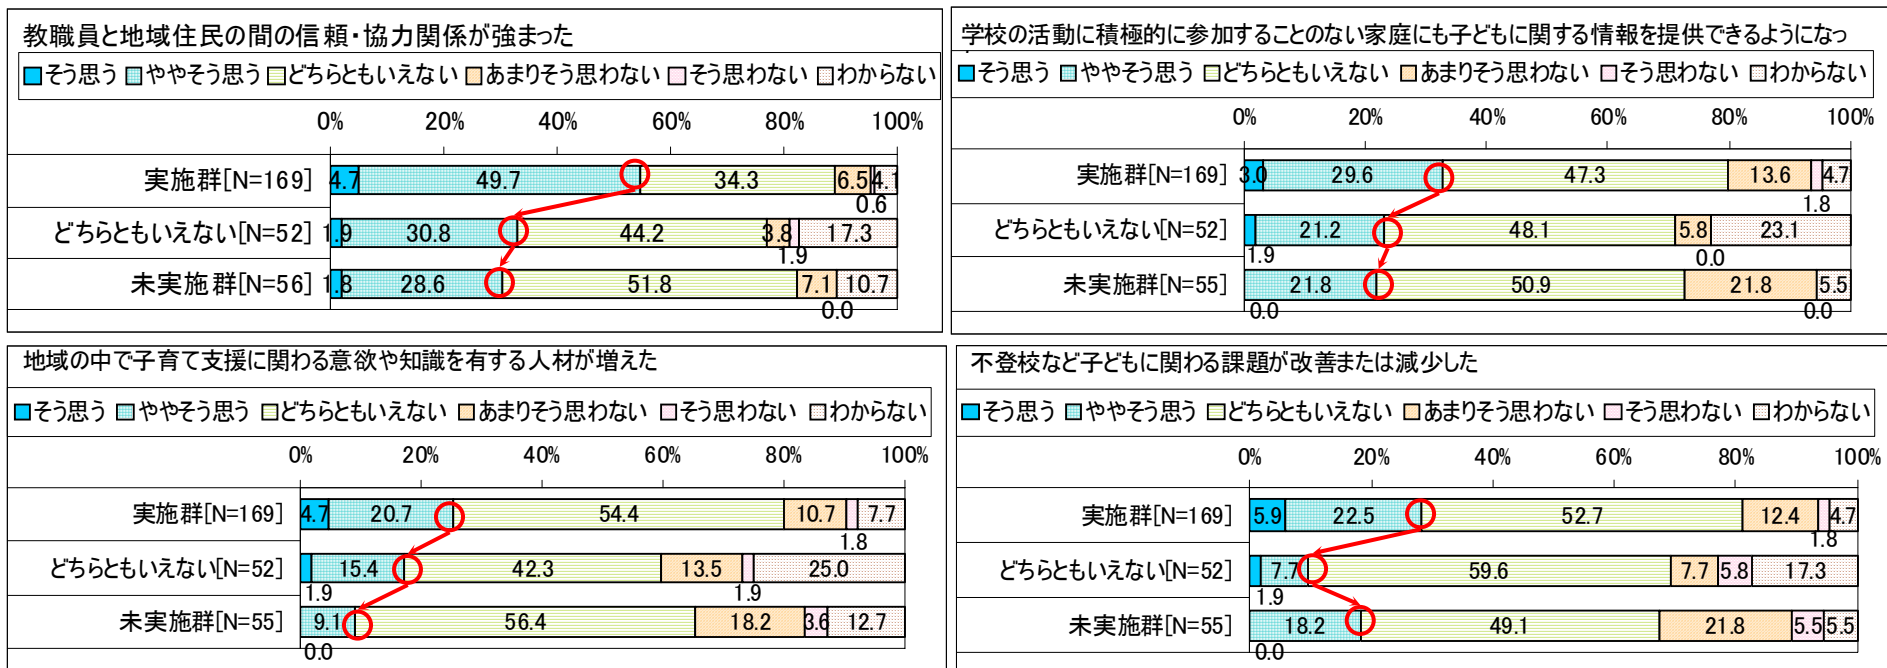 教職員と地域住民の間の信頼・協力関係が強まった
そう思う ややそう思う どちらともいえない あまりそう思わない そう思わない わからない
0% 20% 40% 60% 80% 100%
実施群[N=169] 4.7 49.7 34.3 6.5 4.1
0.6
どちらともいえない[N=52] 1.9 30.8 44.2 3.8 17.3
1.9
未実施群[N=56] 1.8 28.6 51.8 7.1 10.7
0.0
学校の活動に積極的に参加することのない家庭にも子どもに関する情報を提供できるようになっ
そう思う ややそう思う どちらともいえない あまりそう思わない そう思わない わからない
0% 20% 40% 60% 80% 100%
実施群[N=169] 3.0 29.6 47.3 13.6 4.7
1.8
どちらともいえない[N=52] 21.2 48.1 5.8 23.1
1.9 0.0
未実施群[N=55] 21.8 50.9 21.8 5.5
0.0 0.0
地域の中で子育て支援に関わる意欲や知識を有する人材が増えた
そう思う ややそう思う どちらともいえない あまりそう思わない そう思わない わからない
0% 20% 40% 60% 80% 100%
実施群[N=169] 4.7 20.7 54.4 10.7 7.7
1.8
どちらともいえない[N=52] 15.4 42.3 13.5 25.0
1.9 1.9
未実施群[N=55] 9.1 56.4 18.2 3.6 12.7
0.0
不登校など子どもに関わる課題が改善または減少した
そう思う ややそう思う どちらともいえない あまりそう思わない そう思わない わからない
0% 20% 40% 60% 80% 100%
実施群[N=169] 5.9 22.5 52.7 12.4 4.7
1.8
どちらともいえない[N=52] 7.7 59.6 7.7 5.8 17.3
1.9
未実施群[N=55] 18.2 49.1 21.8 5.5 5.5
0.0